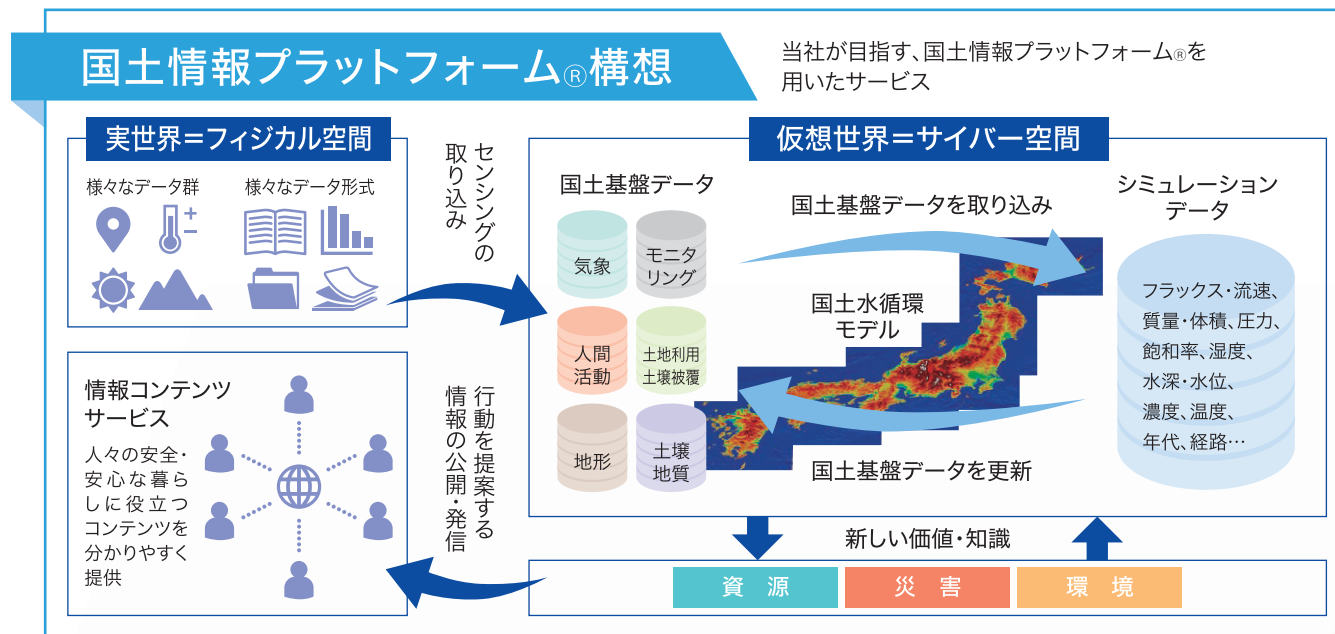 国土情報プラットフォーム®構想
当社が目指す、国土情報プラットフォーム®を
用いたサービス
実世界＝フィジカル空間
様々なデータ群
様々なデータ形式
センシングの
取り込み
仮想世界＝サイバー空間
国土基盤データ
気象
モニタ
リング
人間
活動
土地利用
土壌被覆
地形
土壌
地質
国土基盤データを取り込み
国土水循環
モデル
国土基盤データを更新
シミュレーション
データ
フラックス・流速、
質量・体積、圧力、
飽和率、湿度、
水深・水位、
濃度、温度、
年代、経路…
新しい価値・知識
資　源
災　害
環　境
行動を提案する
情報の公開・発信
情報コンテンツ
サービス
人々の安全・
安心な暮ら
しに役立つ
コンテンツを
分かりやすく
提供